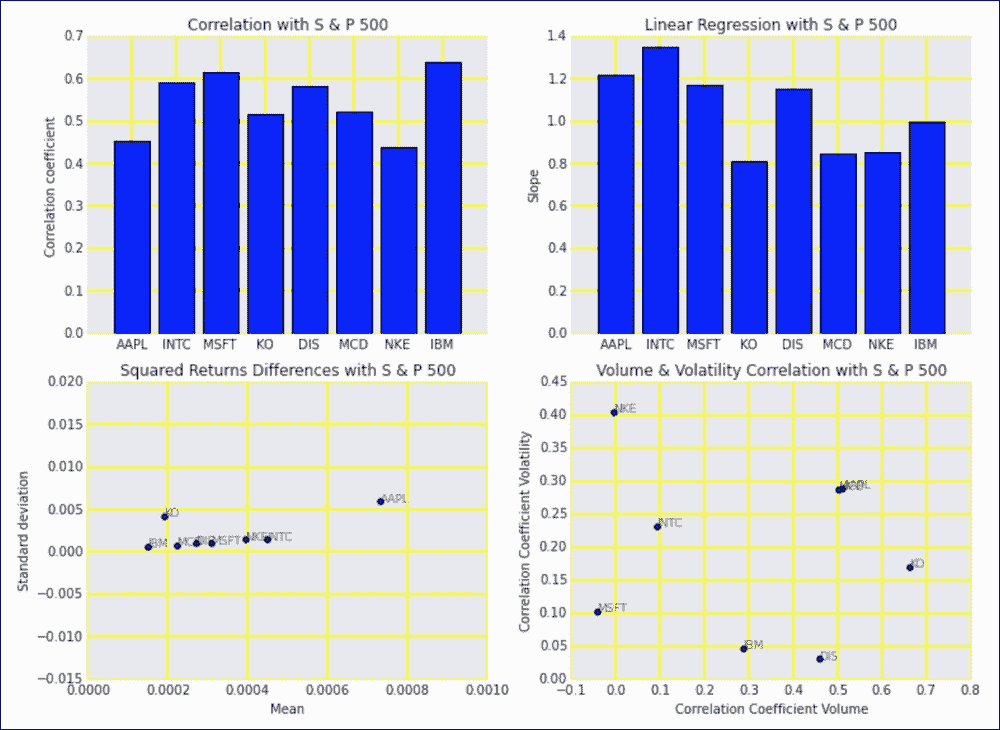 Correlation with S & P 500
0.7
0.6
0.5
0.4
0.3
0.2
0.1
0.0
Correlation coefficient
AAPL INTC MSFT KO DIS MCD NKE IBM
Linear Regression with S & P 500
1.4
1.2
1.0
0.8
0.6
0.4
0.2
0.0
Slope
AAPL INTC MSFT KO DIS MCD NKE IBM
Squared Returns Differences with S & P 500
0.020
0.015
0.010
0.005
0.000
−0.005
−0.010
−0.015
Standard deviation
AAPL
KO
IBM MCD DIS MSFT NKE INTC
0.0000 0.0002 0.0004 0.0006 0.0008 0.0010
Mean
Volume & Volatility Correlation with S & P 500
0.45
0.40
0.35
0.30
0.25
0.20
0.15
0.10
0.05
0.00
Correlation Coefficient Volatility
NKE
AAPL
INTC
KO
MSFT
IBM
DIS
−0.1 0.0 0.1 0.2 0.3 0.4 0.5 0.6 0.7 0.8
Correlation Coefficient Volume